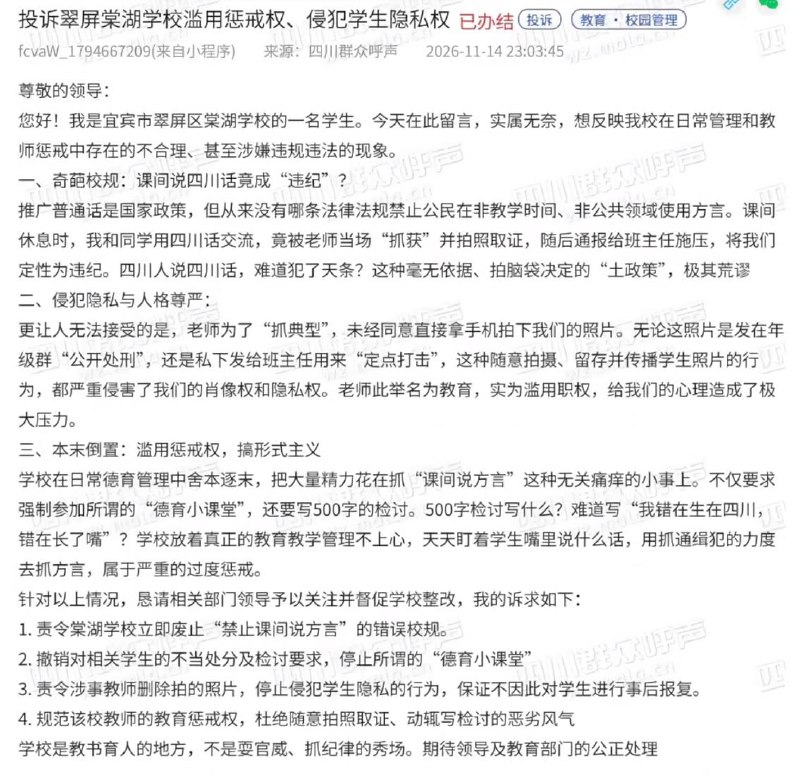 投诉翠屏棠湖学校滥用惩戒权、侵犯学生隐私权 已办结 投诉 教育·校园管理
fcvaW_1794667209(来自小程序) 来源：四川群众呼声 2026-11-14 23:03:45
尊敬的领导：
您好！我是宜宾市翠屏区棠湖学校的一名学生。今天在此留言，实属无奈，想反映我校在日常管理和教
师惩戒中存在的不合理、甚至涉嫌违规违法的现象。
一、奇葩校规：课间说四川话竟成“违纪”？
推广普通话是国家政策，但从来没有哪条法律法规禁止公民在非教学时间、非公共领域使用方言。课间
休息时，我和同学用四川话交流，竟被老师当场“抓获”并拍照取证，随后通报给班主任施压，将我们
定性为违纪。四川人说四川话，难道犯了天条？这种毫无依据、拍脑袋决定的“土政策”，极其荒谬
二、侵犯隐私与人格尊严：
更让人无法接受的是，老师为了“抓典型”，未经同意直接拿手机拍下我们的照片。无论这照片是发在年
级群“公开处刑”，还是私下发给班主任用来“定点打击”，这种随意拍摄、留存并传播学生照片的行
为，都严重侵害了我们的肖像权和隐私权。老师此举名为教育，实为滥用职权，给我们的心理造成了极
大压力。
三、本末倒置：滥用惩戒权，搞形式主义
学校在日常德育管理中舍本逐末，把大量精力花在抓“课间说方言”这种无关痛痒的小事上。不仅要求
强制参加所谓的“德育小课堂”，还要写500字的检讨。500字检讨写什么？难道写“我错在生在四川，
错在长了嘴”？学校放着真正的教育教学管理不上心，天天盯着学生嘴里说什么话，用抓通缉犯的力度
去抓方言，属于严重的过度惩戒。
针对以上情况，恳请相关部门领导予以关注并督促学校整改，我的诉求如下：
1. 责令棠湖学校立即废止“禁止课间说方言”的错误校规。
2. 撤销对相关学生的不当处分及检讨要求，停止所谓的“德育小课堂”
3. 责令涉事教师删除拍的照片，停止侵犯学生隐私的行为，保证不因此对学生进行事后报复。
4. 规范该校教师的教育惩戒权，杜绝随意拍照取证、动辄写检讨的恶劣风气
学校是教书育人的地方，不是耍官威、抓纪律的秀场。期待领导及教育部门的公正处理